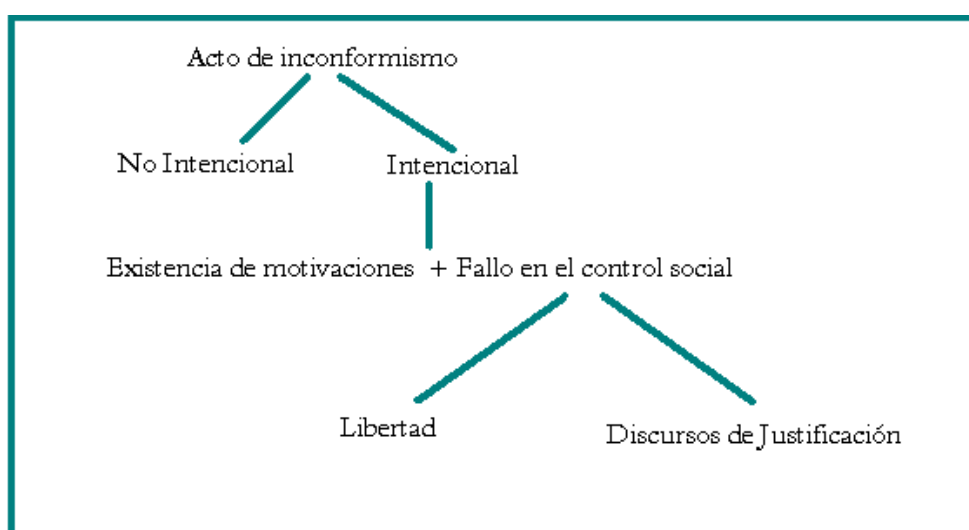 Acto de inconformismo
No Intencional
Intencional
Existencia de motivaciones + Fallo en el control social
Libertad
Discursos de Justificación